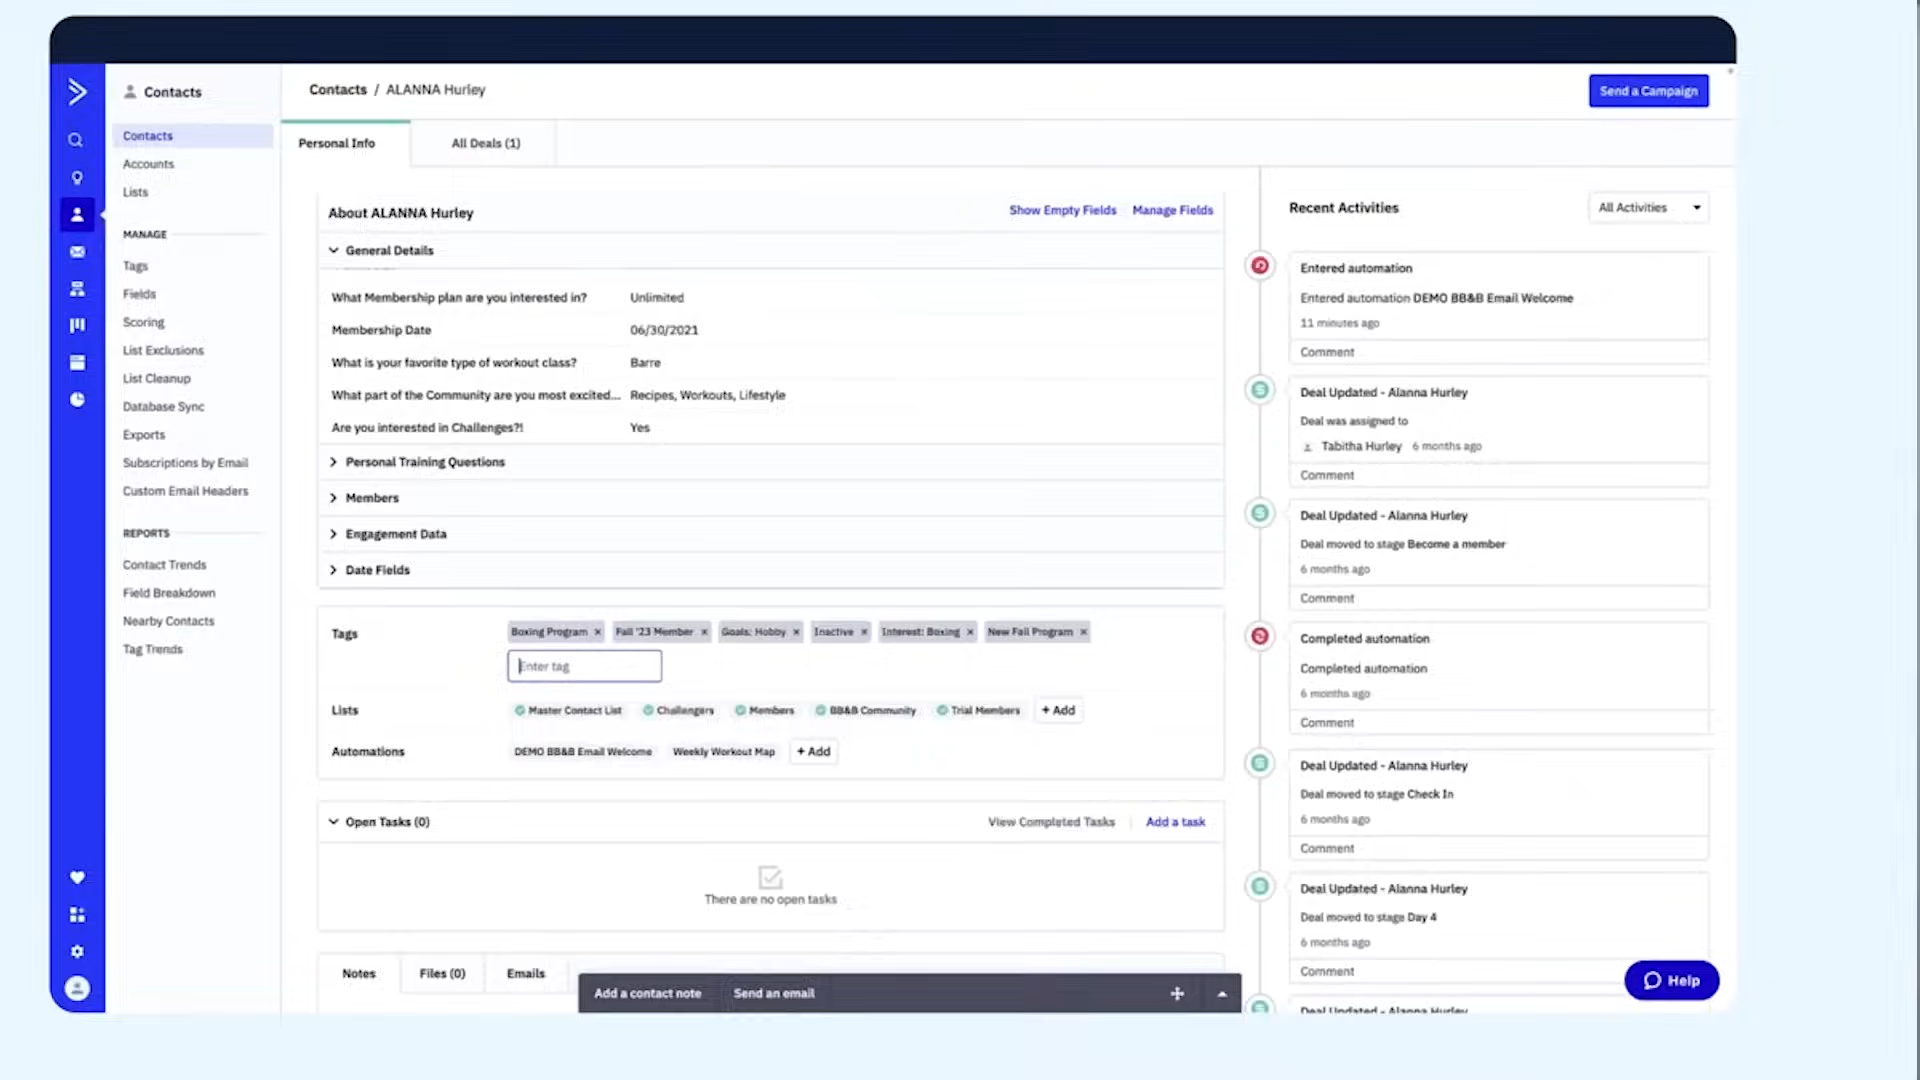 Contacts
Contacts
Accounts
Lists
MANAGE
Tags
Fields
Scoring
List Exclusions
List Cleanup
Database Sync
Exports
Subscriptions by Email
Custom Email Headers
REPORTS
Contact Trends
Field Breakdown
Nearby Contacts
Tag Trends
Contacts / ALANNA Hurley
Send a Campaign
Personal Info
All Deals (1)
About ALANNA Hurley
Show Empty Fields
Manage Fields
General Details
What Membership plan are you interested in? Unlimited
Membership Date 06/30/2021
What is your favorite type of workout class? Barre
What part of the Community are you most excited... Recipes, Workouts, Lifestyle
Are you interested in Challenges?! Yes
Personal Training Questions
Members
Engagement Data
Date Fields
Tags
Boxing Program × Fall '23 Member × Goals: Hobby × Inactive × Interest: Boxing × New Fall Program ×
Enter tag
Lists
Master Contact List Challengers Members BB&B Community Trial Members + Add
Automations
DEMO BB&B Email Welcome Weekly Workout Map + Add
Open Tasks (0)
View Completed Tasks
Add a task
There are no open tasks
Notes
Files (0)
Emails
Add a contact note
Send an email
Recent Activities
All Activities
Entered automation
Entered automation DEMO BB&B Email Welcome
11 minutes ago
Comment
Deal Updated - Alanna Hurley
Deal was assigned to
Tabitha Hurley 6 months ago
Comment
Deal Updated - Alanna Hurley
Deal moved to stage Become a member
6 months ago
Comment
Completed automation
Completed automation
6 months ago
Comment
Deal Updated - Alanna Hurley
Deal moved to stage Check In
6 months ago
Comment
Deal Updated - Alanna Hurley
Deal moved to stage Day 4
6 months ago
Comment
Deal Updated - Alanna Hurley
Help